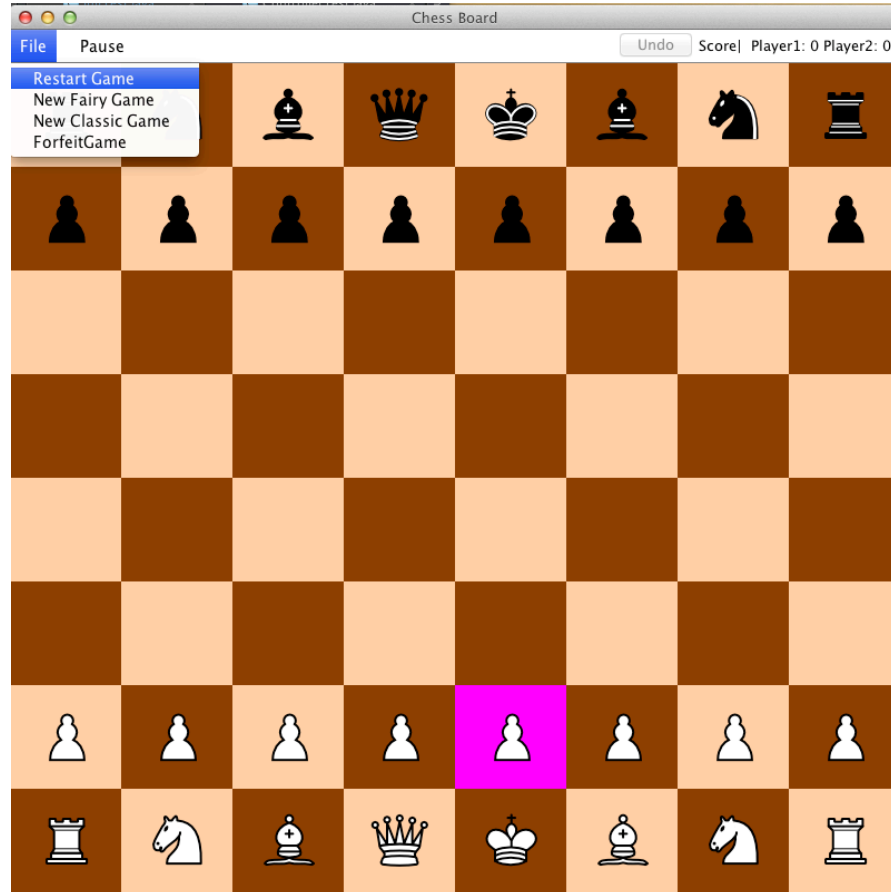 Chess Board
File Pause Undo Score| Player1: 0 Player2: 0
Restart Game
New Fairy Game
New Classic Game
ForfeitGame